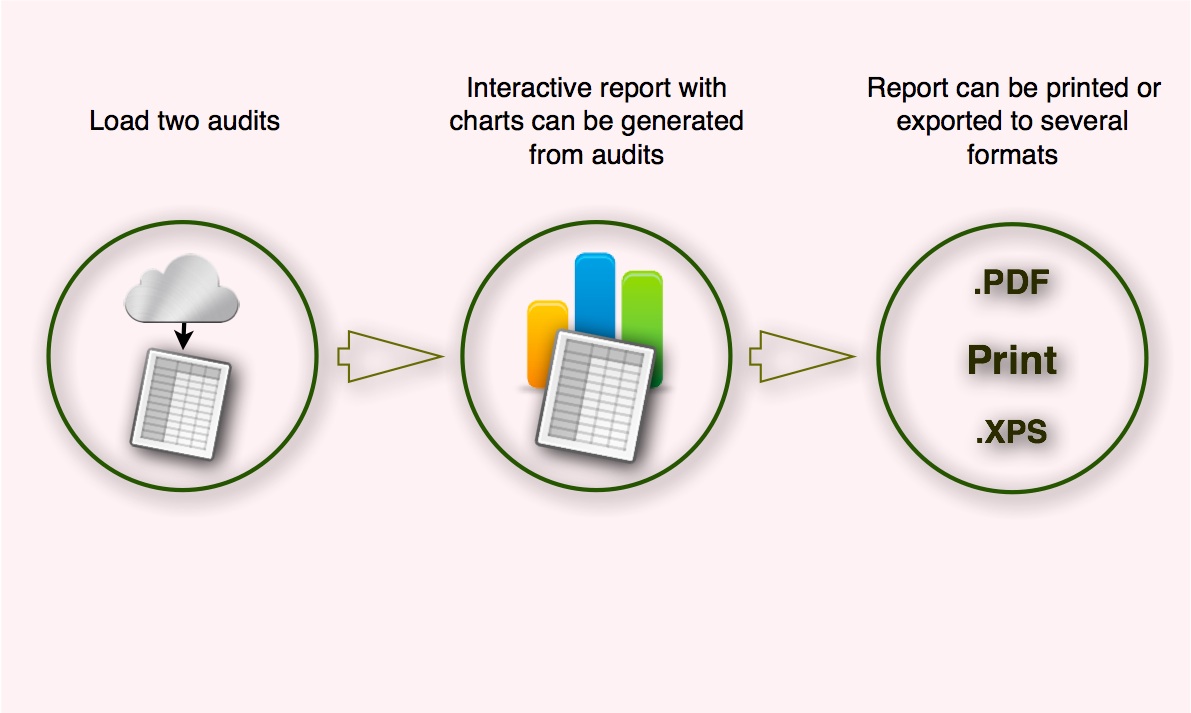 Load two audits
Interactive report with
charts can be generated
from audits
Report can be printed or
exported to several
formats
.PDF
Print
.XPS